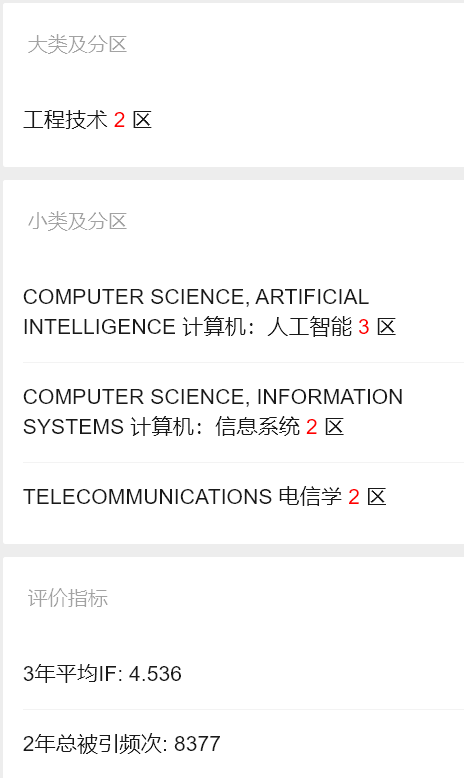 大类及分区
工程技术 2 区
小类及分区
COMPUTER SCIENCE, ARTIFICIAL
INTELLIGENCE 计算机：人工智能 3 区
COMPUTER SCIENCE, INFORMATION
SYSTEMS 计算机：信息系统 2 区
TELECOMMUNICATIONS 电信学 2 区
评价指标
3年平均IF: 4.536
2年总被引频次: 8377